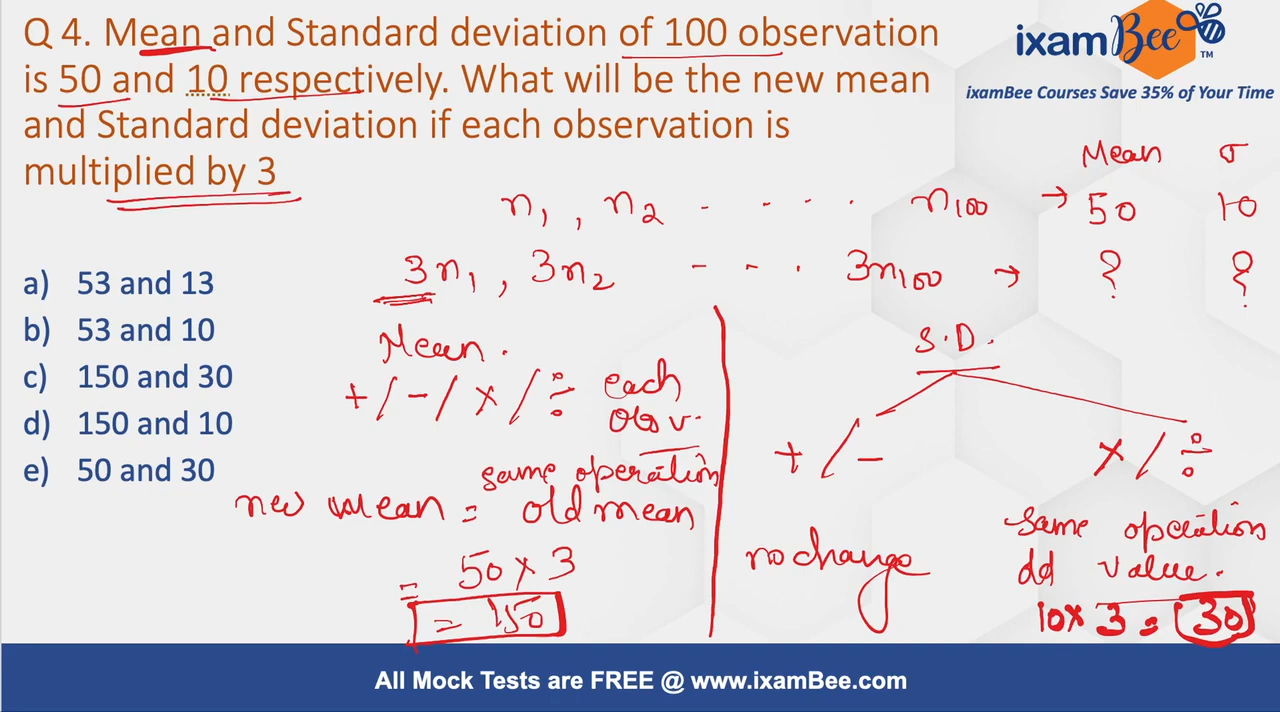 Q 4. Mean and Standard deviation of 100 observation
is 50 and 10 respectively. What will be the new mean
and Standard deviation if each observation is
multiplied by 3
ixamBee™
ixamBee Courses Save 35% of Your Time
Mean σ
n₁ , n₂ - - - - · n₁₀₀ → 50 10
3n₁ , 3n₂ - - · 3n₁₀₀ → ? ?
a) 53 and 13
b) 53 and 10
c) 150 and 30
d) 150 and 10
e) 50 and 30
Mean .
+ / - / × / ÷ each
obsv.
same operation
new mean = old mean
= 50 × 3
= 150
S.D.
+ / -
no change
× / ÷
same operation
old value.
10 × 3 = 30
All Mock Tests are FREE @ www.ixamBee.com